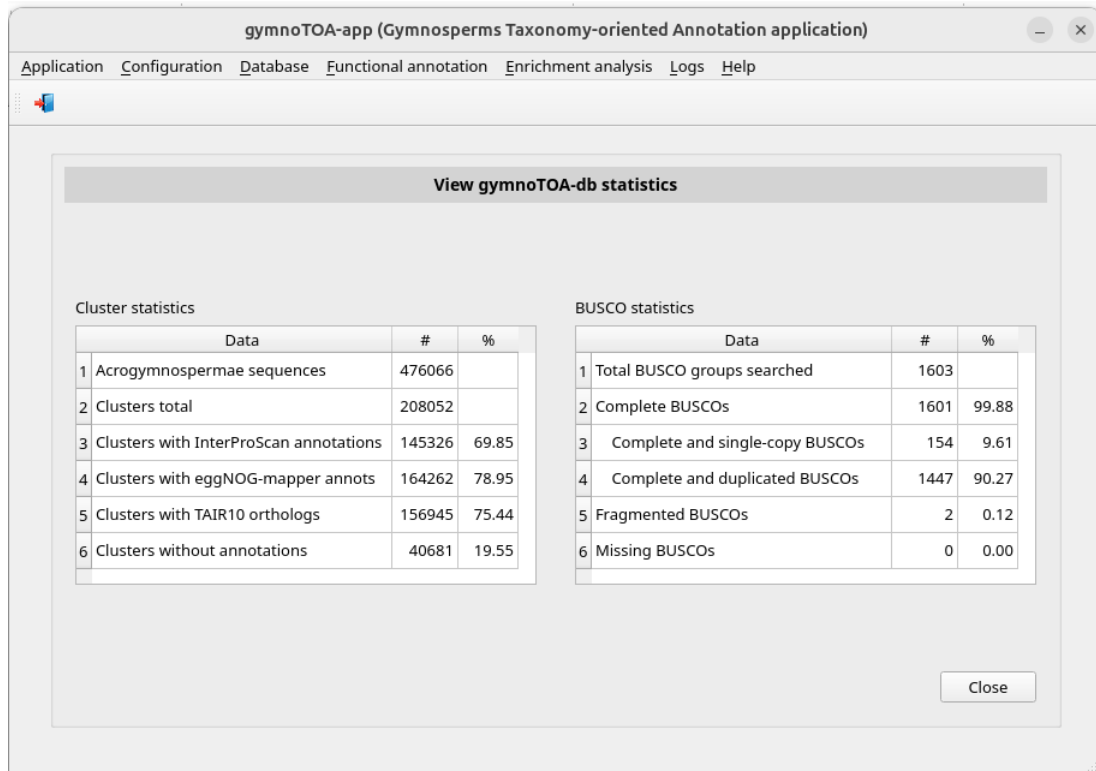 gymnoTOA-app (Gymnosperms Taxonomy-oriented Annotation application)
Application Configuration Database Functional annotation Enrichment analysis Logs Help
View gymnoTOA-db statistics
Cluster statistics
Data # %
1 Acrogymnospermae sequences 476066
2 Clusters total 208052
3 Clusters with InterProScan annotations 145326 69.85
4 Clusters with eggNOG-mapper annots 164262 78.95
5 Clusters with TAIR10 orthologs 156945 75.44
6 Clusters without annotations 40681 19.55
BUSCO statistics
Data # %
1 Total BUSCO groups searched 1603
2 Complete BUSCOs 1601 99.88
3 Complete and single-copy BUSCOs 154 9.61
4 Complete and duplicated BUSCOs 1447 90.27
5 Fragmented BUSCOs 2 0.12
6 Missing BUSCOs 0 0.00
Close